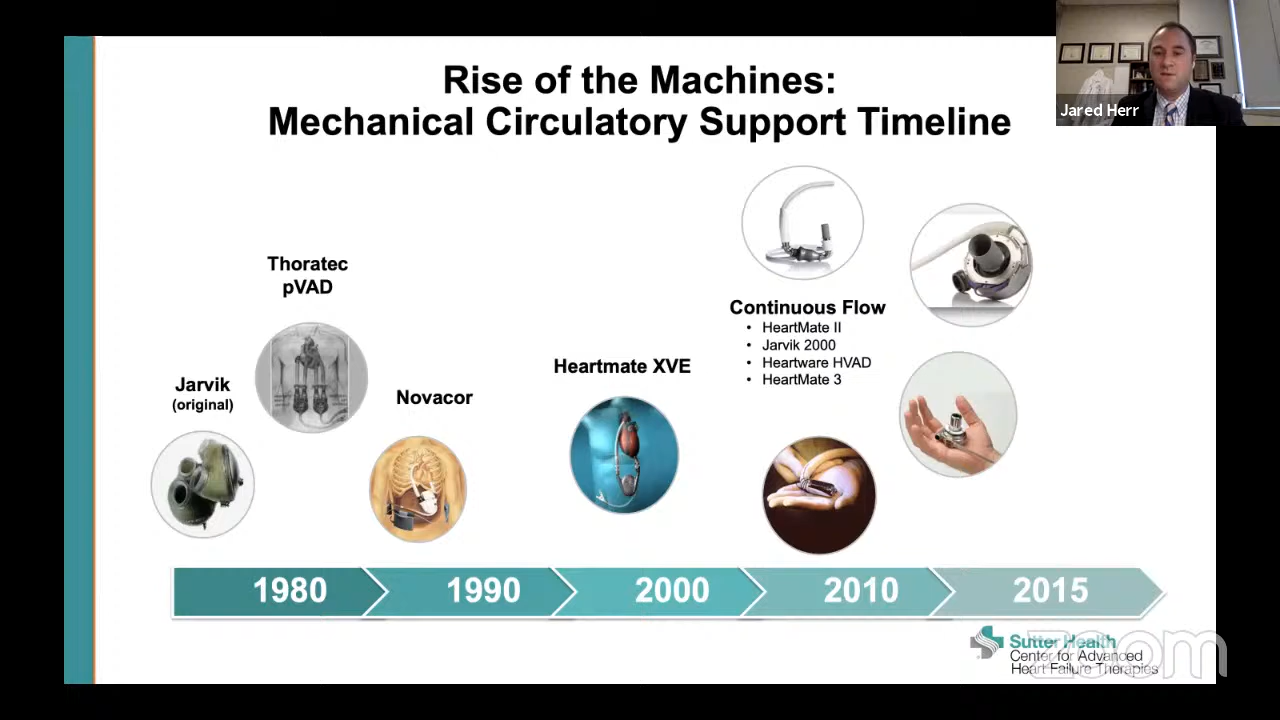 Rise of the Machines:
Mechanical Circulatory Support Timeline
Jared Herr
Thoratec
pVAD
Jarvik
(original)
Novacor
Heartmate XVE
Continuous Flow
• HeartMate II
• Jarvik 2000
• Heartware HVAD
• HeartMate 3
1980
1990
2000
2010
2015
Sutter Health
Center for Advanced
Heart Failure Therapies
zoom